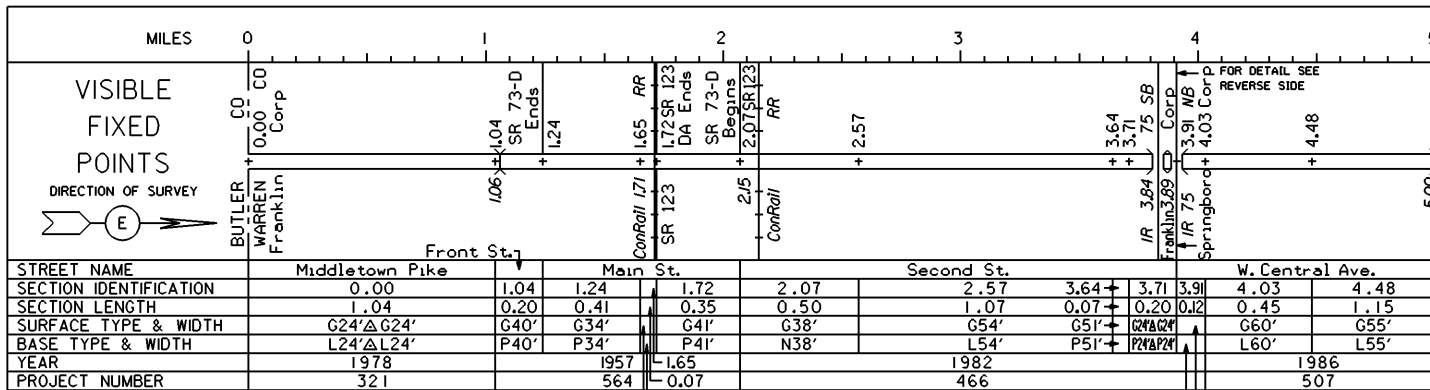 MILES 0 1 2 3 4 5
VISIBLE
FIXED
POINTS
DIRECTION OF SURVEY
E
BUTLER CO
WARREN CO
0.00
Franklin Corp
1.04
1.06
SR 73-D
Ends
1.24
1.65
RR
ConRail 1.71
1.72 SR 123
SR 123
DA Ends
SR 73-D
Begins
2.07 SR 123
2.15
RR
ConRail
2.57
3.64
3.71
IR 3.84 75 SB
Franklin 3.89 Corp
IR 75 3.91 NB
Springboro 4.03 Corp
FOR DETAIL SEE
REVERSE SIDE
4.48
5.00
Front St.
STREET NAME Middletown Pike Main St. Second St. W. Central Ave.
SECTION IDENTIFICATION 0.00 1.04 1.24 1.72 2.07 2.57 3.64 3.71 3.91 4.03 4.48
SECTION LENGTH 1.04 0.20 0.41 0.35 0.50 1.07 0.07 0.20 0.12 0.45 1.15
SURFACE TYPE & WIDTH G24'△G24' G40' G34' G41' G38' G54' G51' G24'△G24' G60' G55'
BASE TYPE & WIDTH L24'△L24' P40' P34' P41' N38' L54' P51' P24'△P24' L60' L55'
YEAR 1978 1957 1.65 1982 1986
PROJECT NUMBER 321 564 0.07 466 507